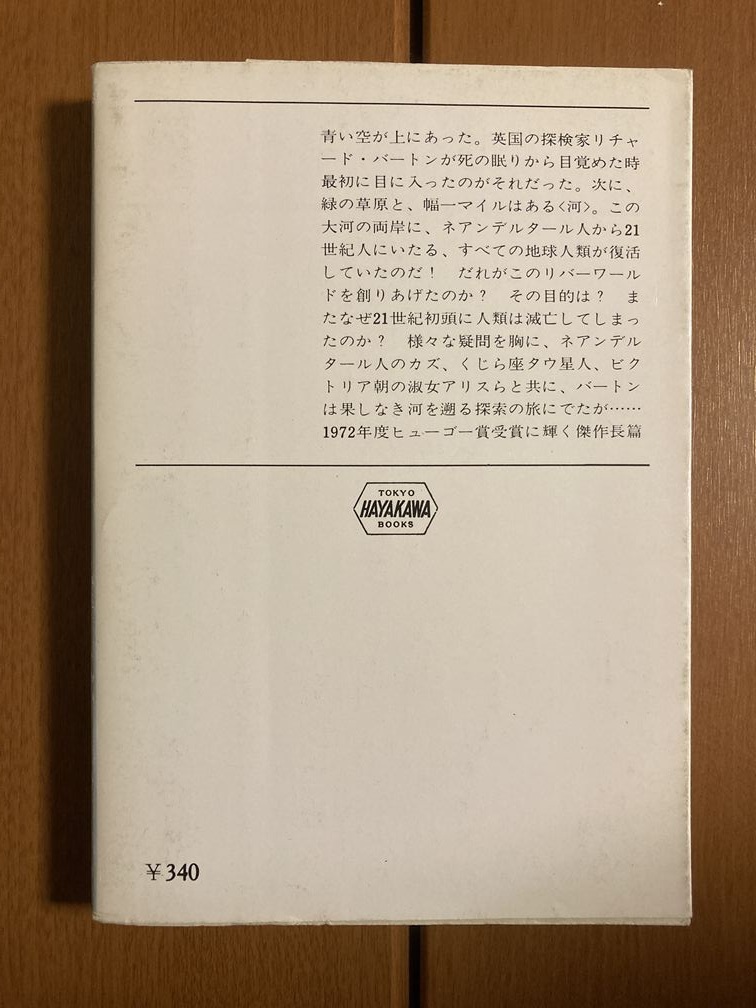 青い空が上にあった。英国の探検家リチャ
ード・バートンが死の眠りから目覚めた時
最初に目に入ったのがそれだった。次に、
緑の草原と、幅一マイルはある〈河〉。この
大河の両岸に、ネアンデルタール人から21
世紀人にいたる、すべての地球人類が復活
していたのだ！　だれがこのリバーワール
ドを創りあげたのか？　その目的は？　ま
たなぜ21世紀初頭に人類は滅亡してしまっ
たのか？　様々な疑問を胸に、ネアンデル
タール人のカズ、くじら座タウ星人、ビク
トリア朝の淑女アリスらと共に、バートン
は果しなき河を遡る探索の旅にでたが……
1972年度ヒューゴー賞受賞に輝く傑作長篇
TOKYO
HAYAKAWA
BOOKS
¥340